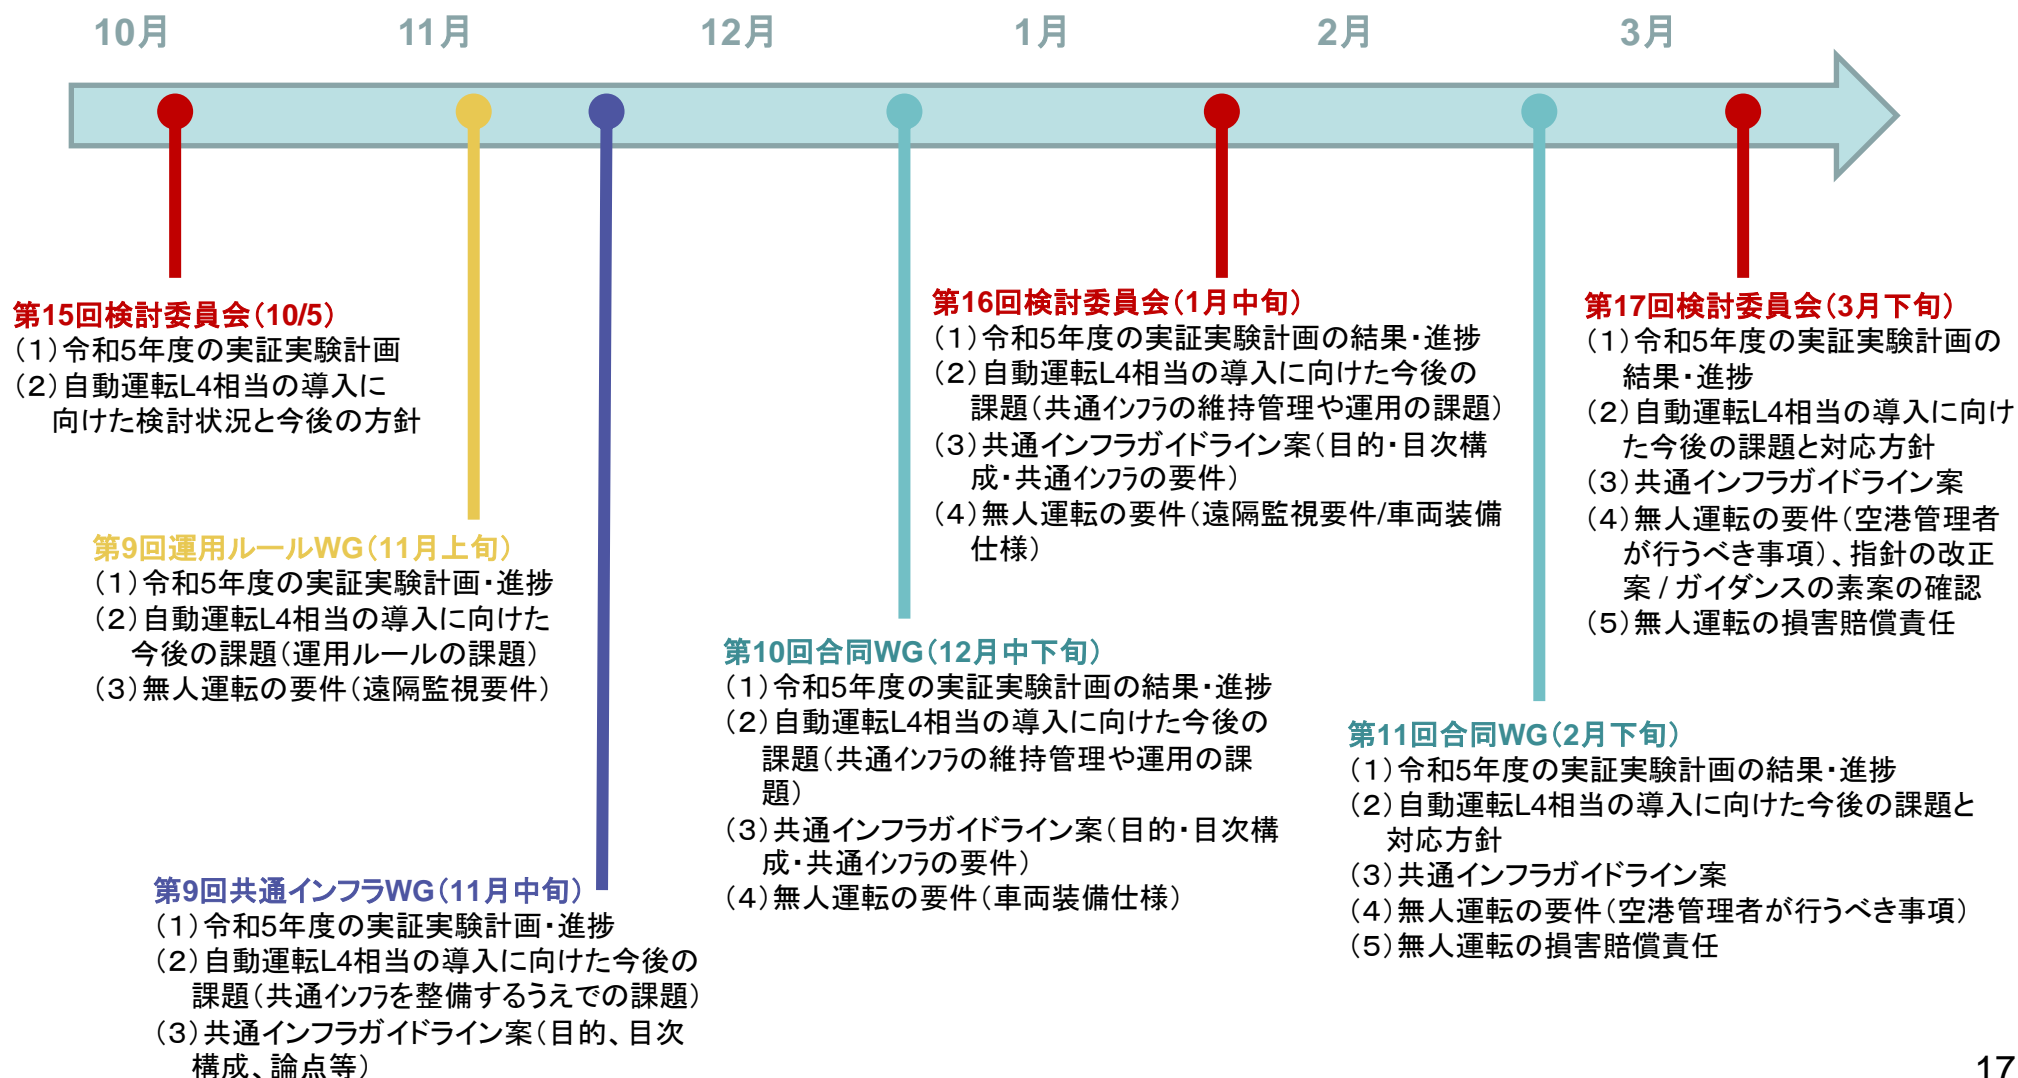 10月
11月
12月
1月
2月
3月
第15回検討委員会(10/5)
(1)令和5年度の実証実験計画
(2)自動運転L4相当の導入に
向けた検討状況と今後の方針
第9回運用ルールWG(11月上旬)
(1)令和5年度の実証実験計画・進捗
(2)自動運転L4相当の導入に向けた
今後の課題(運用ルールの課題)
(3)無人運転の要件(遠隔監視要件)
第9回共通インフラWG(11月中旬)
(1)令和5年度の実証実験計画・進捗
(2)自動運転L4相当の導入に向けた今後の
課題(共通インフラを整備するうえでの課題)
(3)共通インフラガイドライン案(目的、目次
構成、論点等)
第10回合同WG(12月中下旬)
(1)令和5年度の実証実験計画の結果・進捗
(2)自動運転L4相当の導入に向けた今後の
課題(共通インフラの維持管理や運用の課
題)
(3)共通インフラガイドライン案(目的・目次構
成・共通インフラの要件)
(4)無人運転の要件(車両装備仕様)
第16回検討委員会(1月中旬)
(1)令和5年度の実証実験計画の結果・進捗
(2)自動運転L4相当の導入に向けた今後の
課題(共通インフラの維持管理や運用の課題)
(3)共通インフラガイドライン案(目的・目次構
成・共通インフラの要件)
(4)無人運転の要件(遠隔監視要件/車両装備
仕様)
第11回合同WG(2月下旬)
(1)令和5年度の実証実験計画の結果・進捗
(2)自動運転L4相当の導入に向けた今後の課題と
対応方針
(3)共通インフラガイドライン案
(4)無人運転の要件(空港管理者が行うべき事項)
(5)無人運転の損害賠償責任
第17回検討委員会(3月下旬)
(1)令和5年度の実証実験計画の
結果・進捗
(2)自動運転L4相当の導入に向け
た今後の課題と対応方針
(3)共通インフラガイドライン案
(4)無人運転の要件(空港管理者
が行うべき事項)、指針の改正
案 / ガイダンスの素案の確認
(5)無人運転の損害賠償責任
17